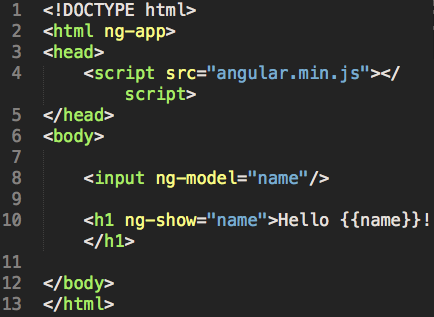 1 <!DOCTYPE html>
2 <html ng-app>
3 <head>
4 <script src="angular.min.js"></
script>
5 </head>
6 <body>
7
8 <input ng-model="name"/>
9
10 <h1 ng-show="name">Hello {{name}}!
</h1>
11
12 </body>
13 </html>